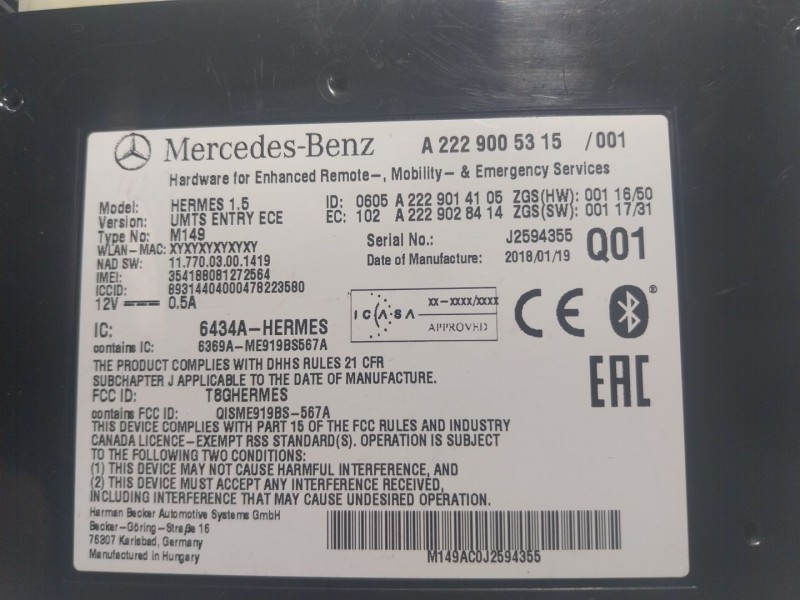 Mercedes-Benz A 222 900 53 15 /001
Hardware for Enhanced Remote-, Mobility- & Emergency Services
Model: HERMES 1.5 ID: 0605 A 222 901 41 05 ZGS(HW): 001 16/50
Version: UMTS ENTRY ECE EC: 102 A 222 902 84 14 ZGS(SW): 001 17/31
Type No: M149
WLAN-MAC: XYXYXYXYXYXY
NAD SW: 11.770.03.00.1419
IMEI: 354188081272564
ICCID: 89314404000478223580
12V 0.5A
Serial No.: J2594355
Date of Manufacture: 2018/01/19
Q01
IC: 6434A-HERMES
contains IC: 6369A-ME919BS567A
ICASA xx-xxxx/xxxx
APPROVED
CE
EAC
THE PRODUCT COMPLIES WITH DHHS RULES 21 CFR
SUBCHAPTER J APPLICABLE TO THE DATE OF MANUFACTURE.
FCC ID: T8GHERMES
contains FCC ID: QISME919BS-567A
THIS DEVICE COMPLIES WITH PART 15 OF THE FCC RULES AND INDUSTRY
CANADA LICENCE-EXEMPT RSS STANDARD(S). OPERATION IS SUBJECT
TO THE FOLLOWING TWO CONDITIONS:
(1) THIS DEVICE MAY NOT CAUSE HARMFUL INTERFERENCE, AND
(2) THIS DEVICE MUST ACCEPT ANY INTERFERENCE RECEIVED,
INCLUDING INTERFERENCE THAT MAY CAUSE UNDESIRED OPERATION.
Harman Becker Automotive Systems GmbH
Becker-Göring-Straße 16
76307 Karlsbad, Germany
Manufactured in Hungary
M149AC0J2594355